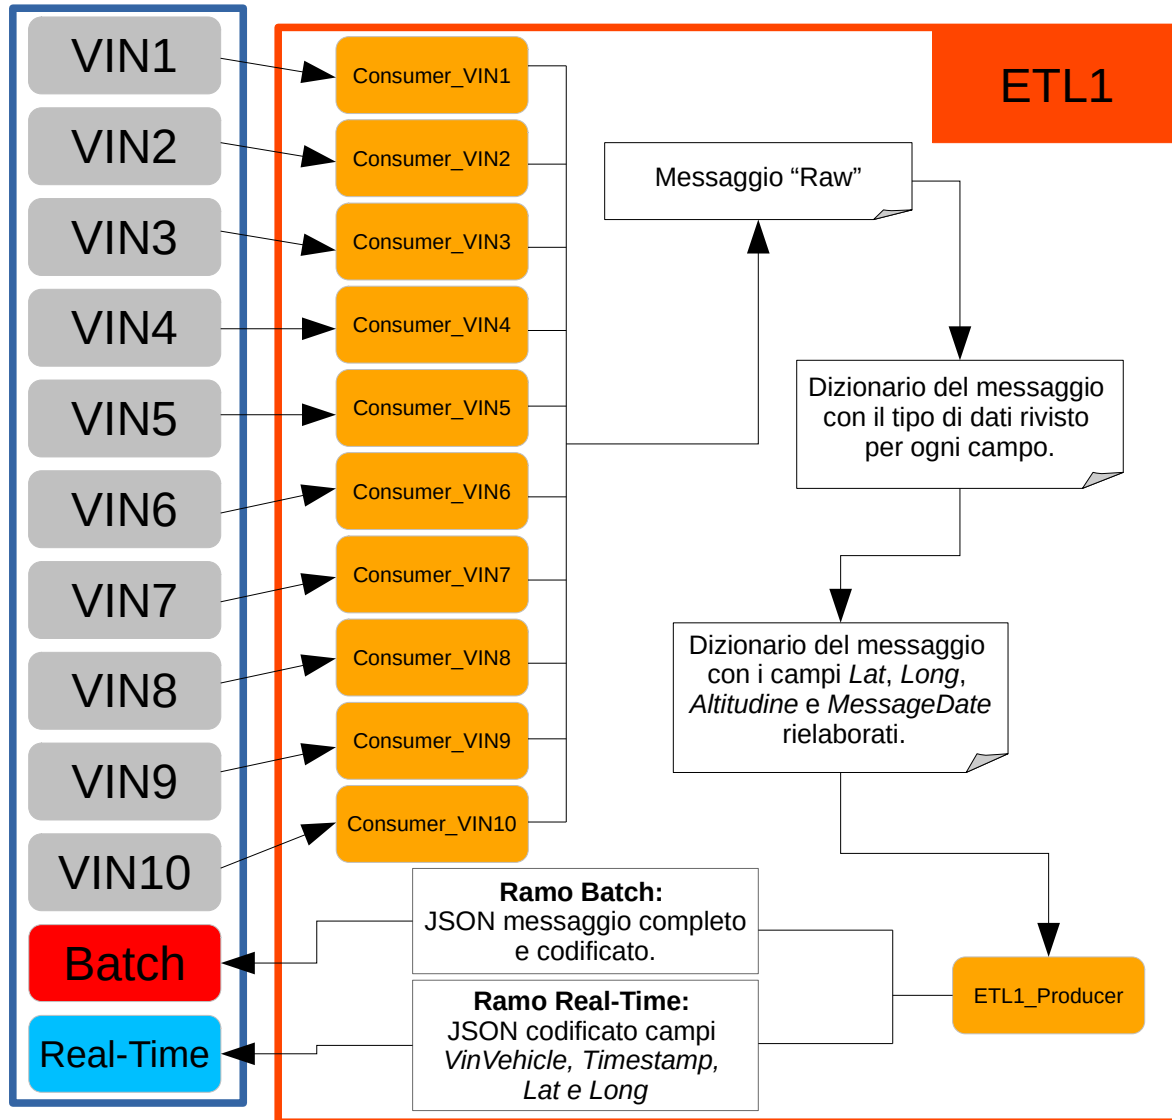 VIN1
VIN2
VIN3
VIN4
VIN5
VIN6
VIN7
VIN8
VIN9
VIN10
Batch
Real-Time
Consumer_VIN1
Consumer_VIN2
Consumer_VIN3
Consumer_VIN4
Consumer_VIN5
Consumer_VIN6
Consumer_VIN7
Consumer_VIN8
Consumer_VIN9
Consumer_VIN10
ETL1
Messaggio “Raw”
Dizionario del messaggio
con il tipo di dati rivisto
per ogni campo.
Dizionario del messaggio
con i campi Lat, Long,
Altitudine e MessageDate
rielaborati.
ETL1_Producer
Ramo Batch:
JSON messaggio completo
e codificato.
Ramo Real-Time:
JSON codificato campi
VinVehicle, Timestamp,
Lat e Long